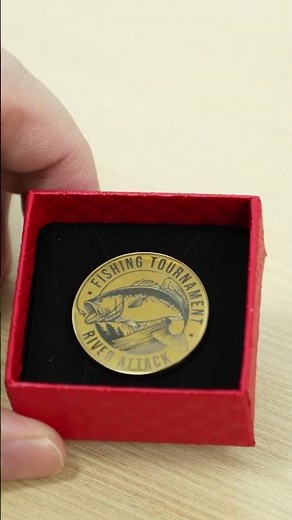 • FISHING TOURNAMENT •
RIVER ATTACK